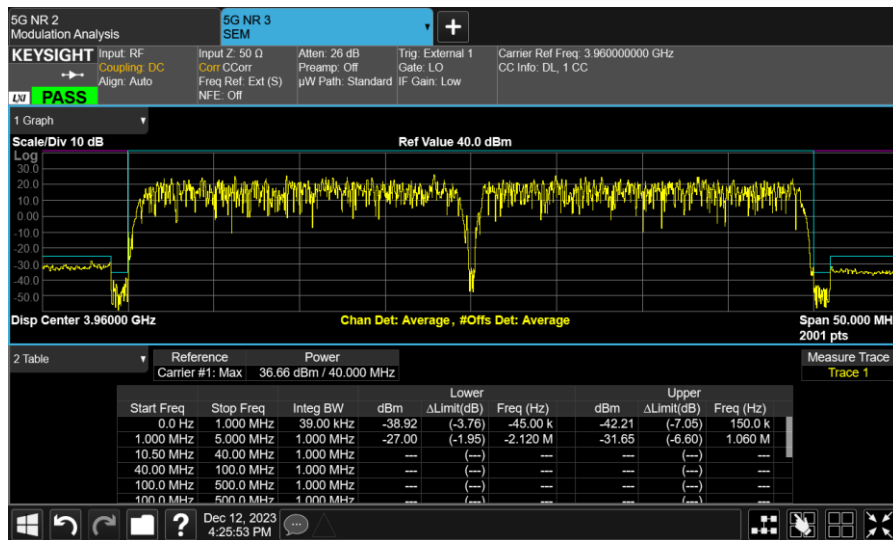 5G NR 2
Modulation Analysis
5G NR 3
SEM
KEYSIGHT
Input: RF
Coupling: DC
Align: Auto
Input Z: 50 Ω
Corr CCorr
Freq Ref: Ext (S)
NFE: Off
Atten: 26 dB
Preamp: Off
µW Path: Standard
Trig: External 1
Gate: LO
IF Gain: Low
Carrier Ref Freq: 3.960000000 GHz
CC Info: DL, 1 CC
LXI PASS
1 Graph
Scale/Div 10 dB Ref Value 40.0 dBm
Log
30.0
20.0
10.0
0.00
-10.0
-20.0
-30.0
-40.0
-50.0
Disp Center 3.96000 GHz Chan Det: Average, #Offs Det: Average Span 50.000 MH
2001 pts
2 Table
Reference Power
Carrier #1: Max 36.66 dBm / 40.000 MHz
Measure Trace
Trace 1
Lower Upper
Start Freq Stop Freq Integ BW dBm ΔLimit(dB) Freq (Hz) dBm ΔLimit(dB) Freq (Hz)
0.0 Hz 1.000 MHz 39.00 kHz -38.92 (-3.76) -45.00 k -42.21 (-7.05) 150.0 k
1.000 MHz 5.000 MHz 1.000 MHz -27.00 (-1.95) -2.120 M -31.65 (-6.60) 1.060 M
10.50 MHz 40.00 MHz 1.000 MHz --- (---) --- --- (---) ---
40.00 MHz 100.0 MHz 1.000 MHz --- (---) --- --- (---) ---
100.0 MHz 500.0 MHz 1.000 MHz --- (---) --- --- (---) ---
100.0 MHz 500.0 MHz 1.000 MHz --- (---) --- --- (---) ---
?
Dec 12, 2023
4:25:53 PM